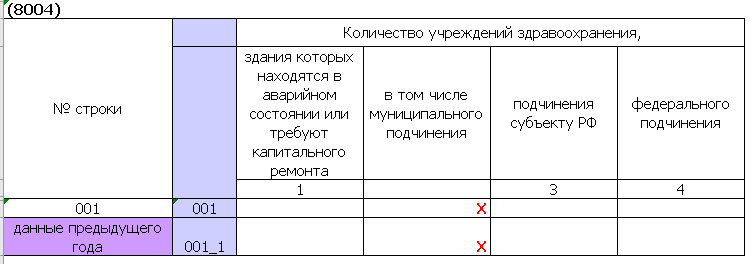 (8004)
№ строки
Количество учреждений здравоохранения,
здания которых
находятся в
аварийном
состоянии или
требуют
капитального
ремонта
в том числе
муниципального
подчинения
подчинения
субъекту РФ
федерального
подчинения
1
3
4
001
001
X
данные предыдущего
года
001_1
X